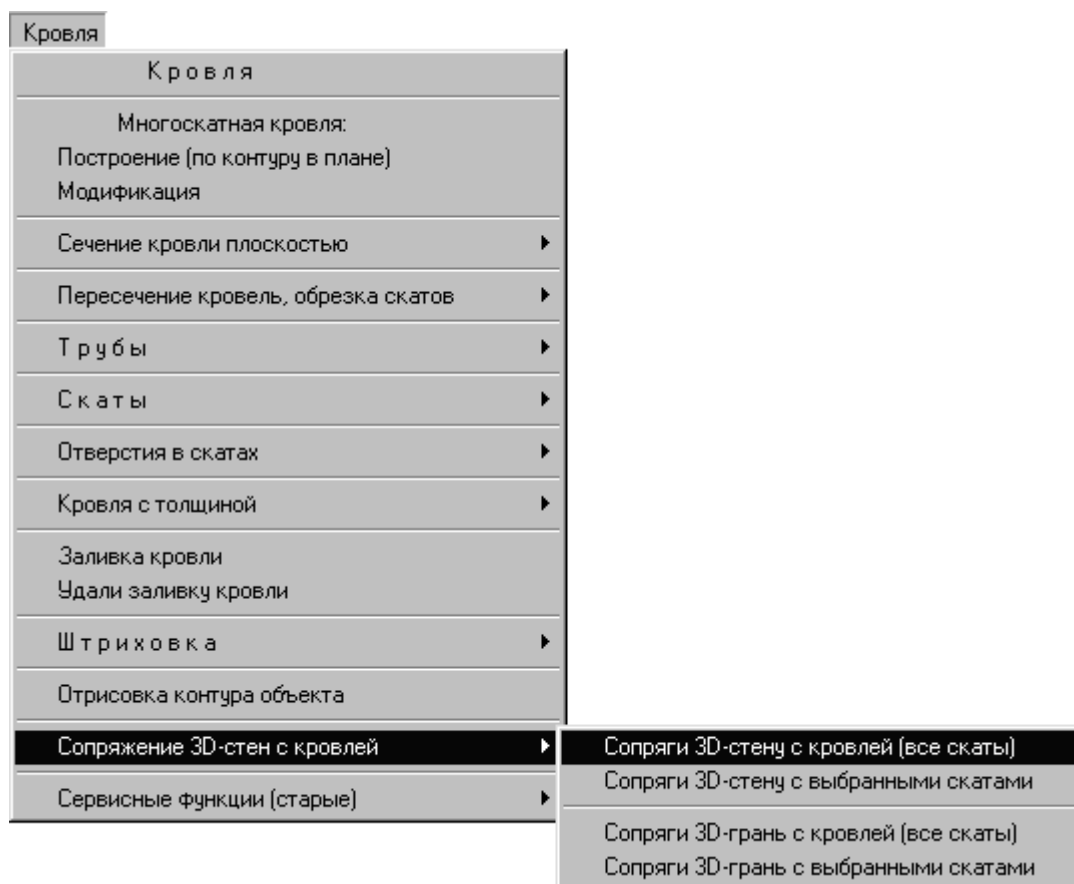 Кровля
К р о в л я
Многоскатная кровля:
Построение (по контуру в плане)
Модификация
Сечение кровли плоскостью
Пересечение кровель, обрезка скатов
Т р у б ы
С к а т ы
Отверстия в скатах
Кровля с толщиной
Заливка кровли
Удали заливку кровли
Ш т р и х о в к а
Отрисовка контура объекта
Сопряжение 3D-стен с кровлей
Сопряги 3D-стену с кровлей (все скаты)
Сопряги 3D-стену с выбранными скатами
Сервисные функции (старые)
Сопряги 3D-грань с кровлей (все скаты)
Сопряги 3D-грань с выбранными скатами